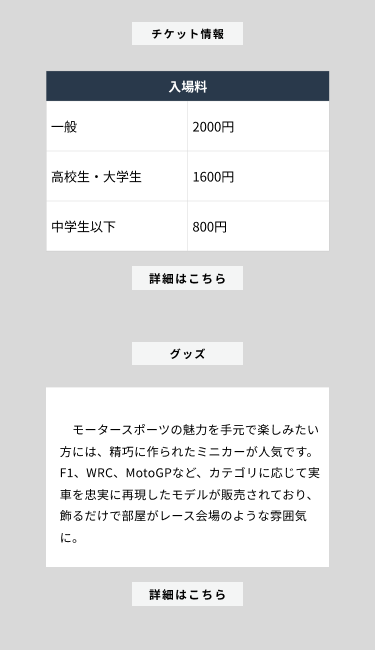 チケット情報
入場料
一般 2000円
高校生・大学生 1600円
中学生以下 800円
詳細はこちら
グッズ
　モータースポーツの魅力を手元で楽しみたい
方には、精巧に作られたミニカーが人気です。
F1、WRC、MotoGPなど、カテゴリに応じて実
車を忠実に再現したモデルが販売されており、
飾るだけで部屋がレース会場のような雰囲気
に。
詳細はこちら